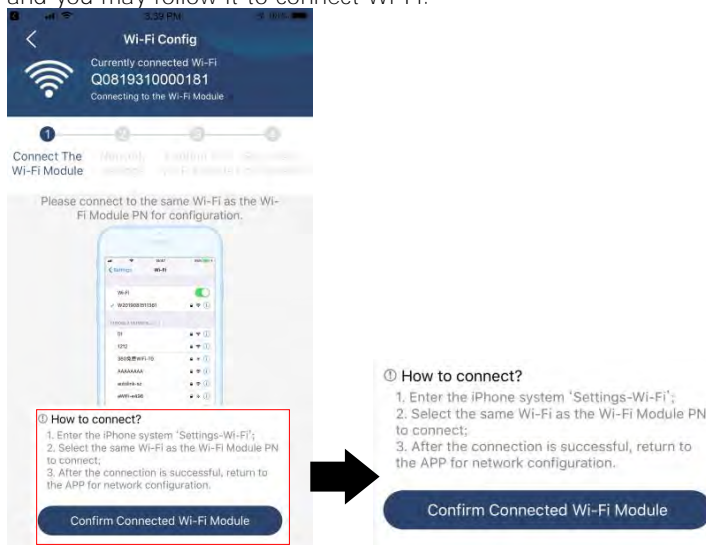 and you may follow it to connect Wi-Fi.
5:39 PM
Wi-Fi Config
Currently connected Wi-Fi
Q0819310000181
Connecting to the Wi-Fi Module
1
2
3
4
Connect The
Wi-Fi Module
Please connect to the same Wi-Fi as the Wi-
Fi Module PN for configuration.
Settings
Wi-Fi
Wi-Fi
51
1212
AAAAAAAA
How to connect?
1. Enter the iPhone system 'Settings-Wi-Fi';
2. Select the same Wi-Fi as the Wi-Fi Module PN
to connect;
3. After the connection is successful, return to
the APP for network configuration.
Confirm Connected Wi-Fi Module
How to connect?
1. Enter the iPhone system 'Settings-Wi-Fi';
2. Select the same Wi-Fi as the Wi-Fi Module PN
to connect;
3. After the connection is successful, return to
the APP for network configuration.
Confirm Connected Wi-Fi Module